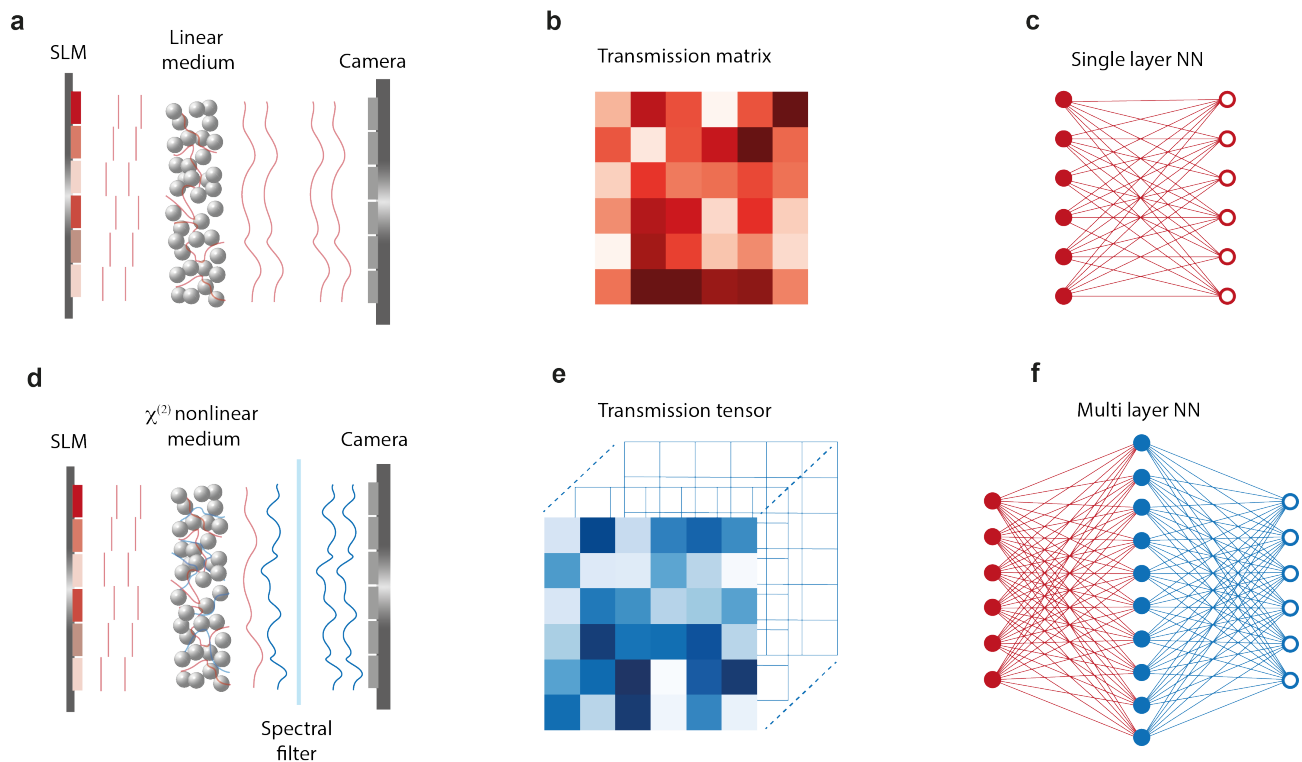 a
SLM
Linear
medium
Camera
b
Transmission matrix
c
Single layer NN
d
SLM
χ(2) nonlinear
medium
Camera
Spectral
filter
e
Transmission tensor
f
Multi layer NN